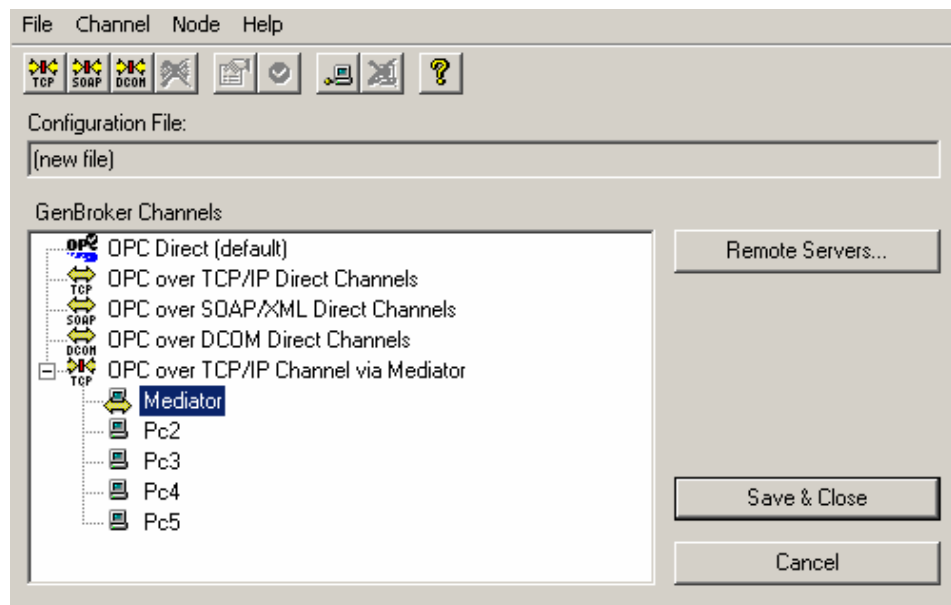 File Channel Node Help
TCP SOAP DCOM
Configuration File:
(new file)
GenBroker Channels
OPC OPC Direct (default)
TCP OPC over TCP/IP Direct Channels
SOAP OPC over SOAP/XML Direct Channels
DCOM OPC over DCOM Direct Channels
TCP OPC over TCP/IP Channel via Mediator
Mediator
Pc2
Pc3
Pc4
Pc5
Remote Servers...
Save & Close
Cancel